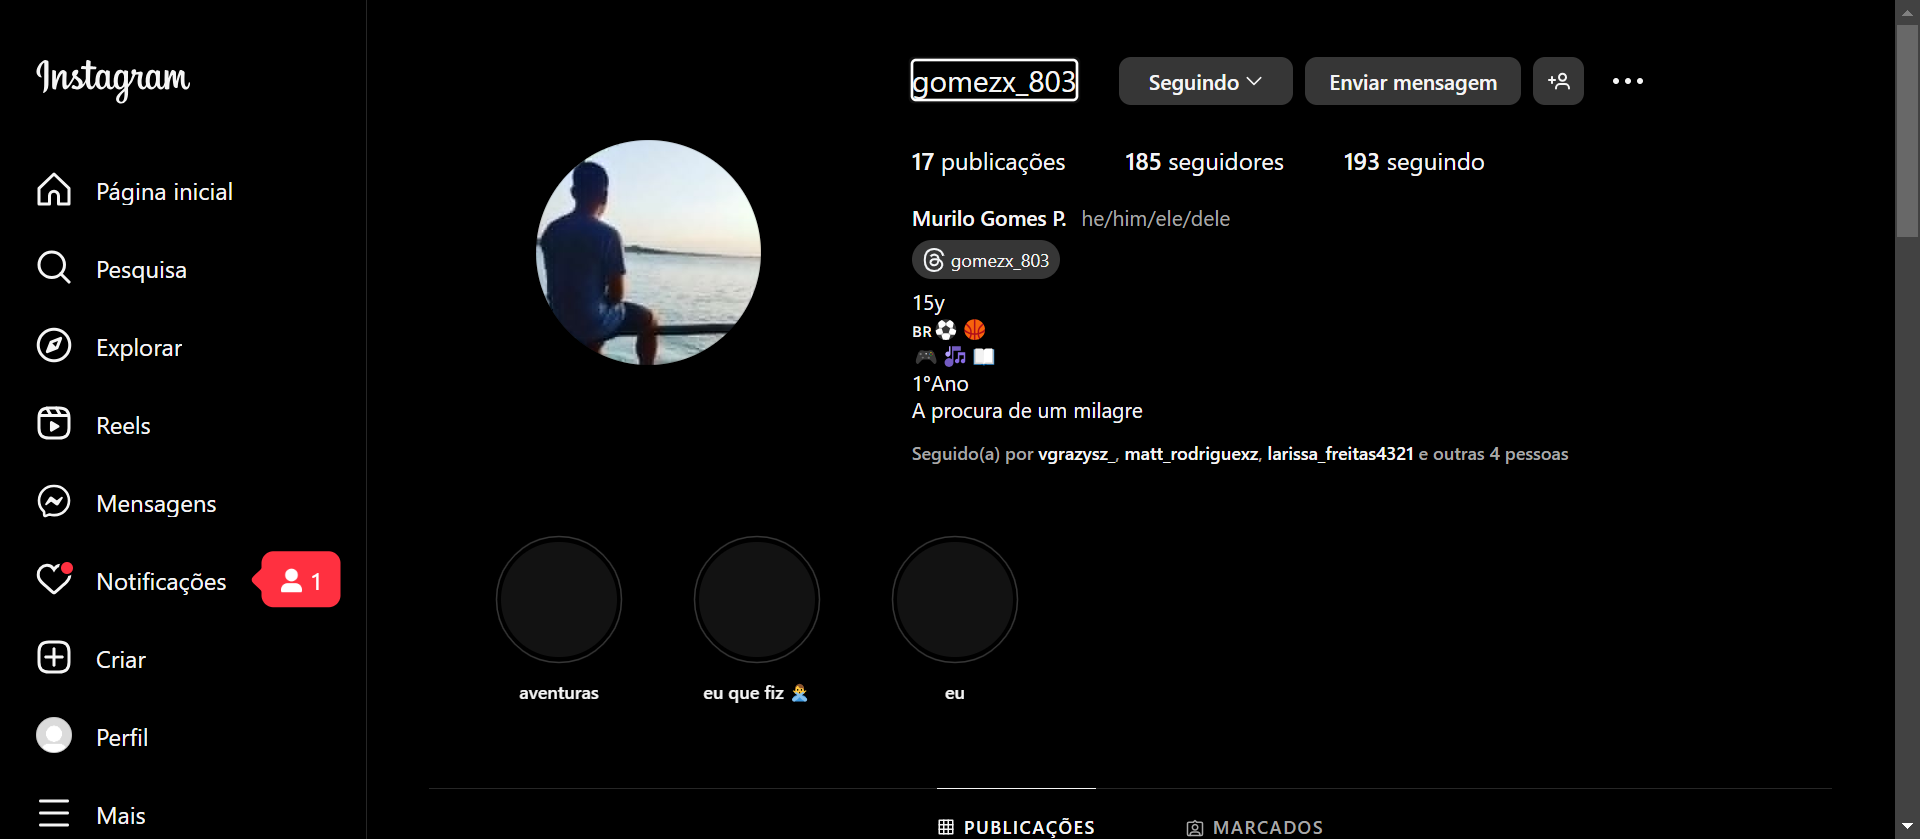 Instagram
Página inicial
Pesquisa
Explorar
Reels
Mensagens
Notificações
1
Criar
Perfil
Mais
gomezx_803
Seguindo
Enviar mensagem
17 publicações 185 seguidores 193 seguindo
Murilo Gomes P. he/him/ele/dele
gomezx_803
15y
BR⚽ 🏀
🎮 🎶 📖
1°Ano
A procura de um milagre
Seguido(a) por vgrazysz_, matt_rodriguexz, larissa_freitas4321 e outras 4 pessoas
aventuras
eu que fiz 🤷‍♂️
eu
PUBLICAÇÕES
MARCADOS